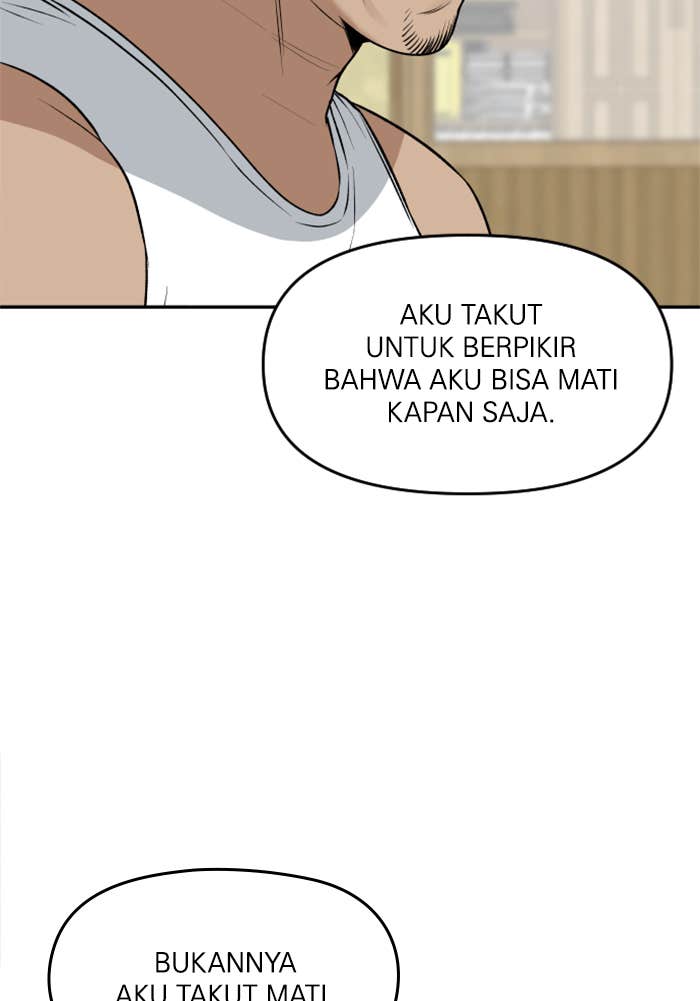 AKU TAKUT
UNTUK BERPIKIR
BAHWA AKU BISA MATI
KAPAN SAJA.
BUKANNYA
AKU TAKUT MATI